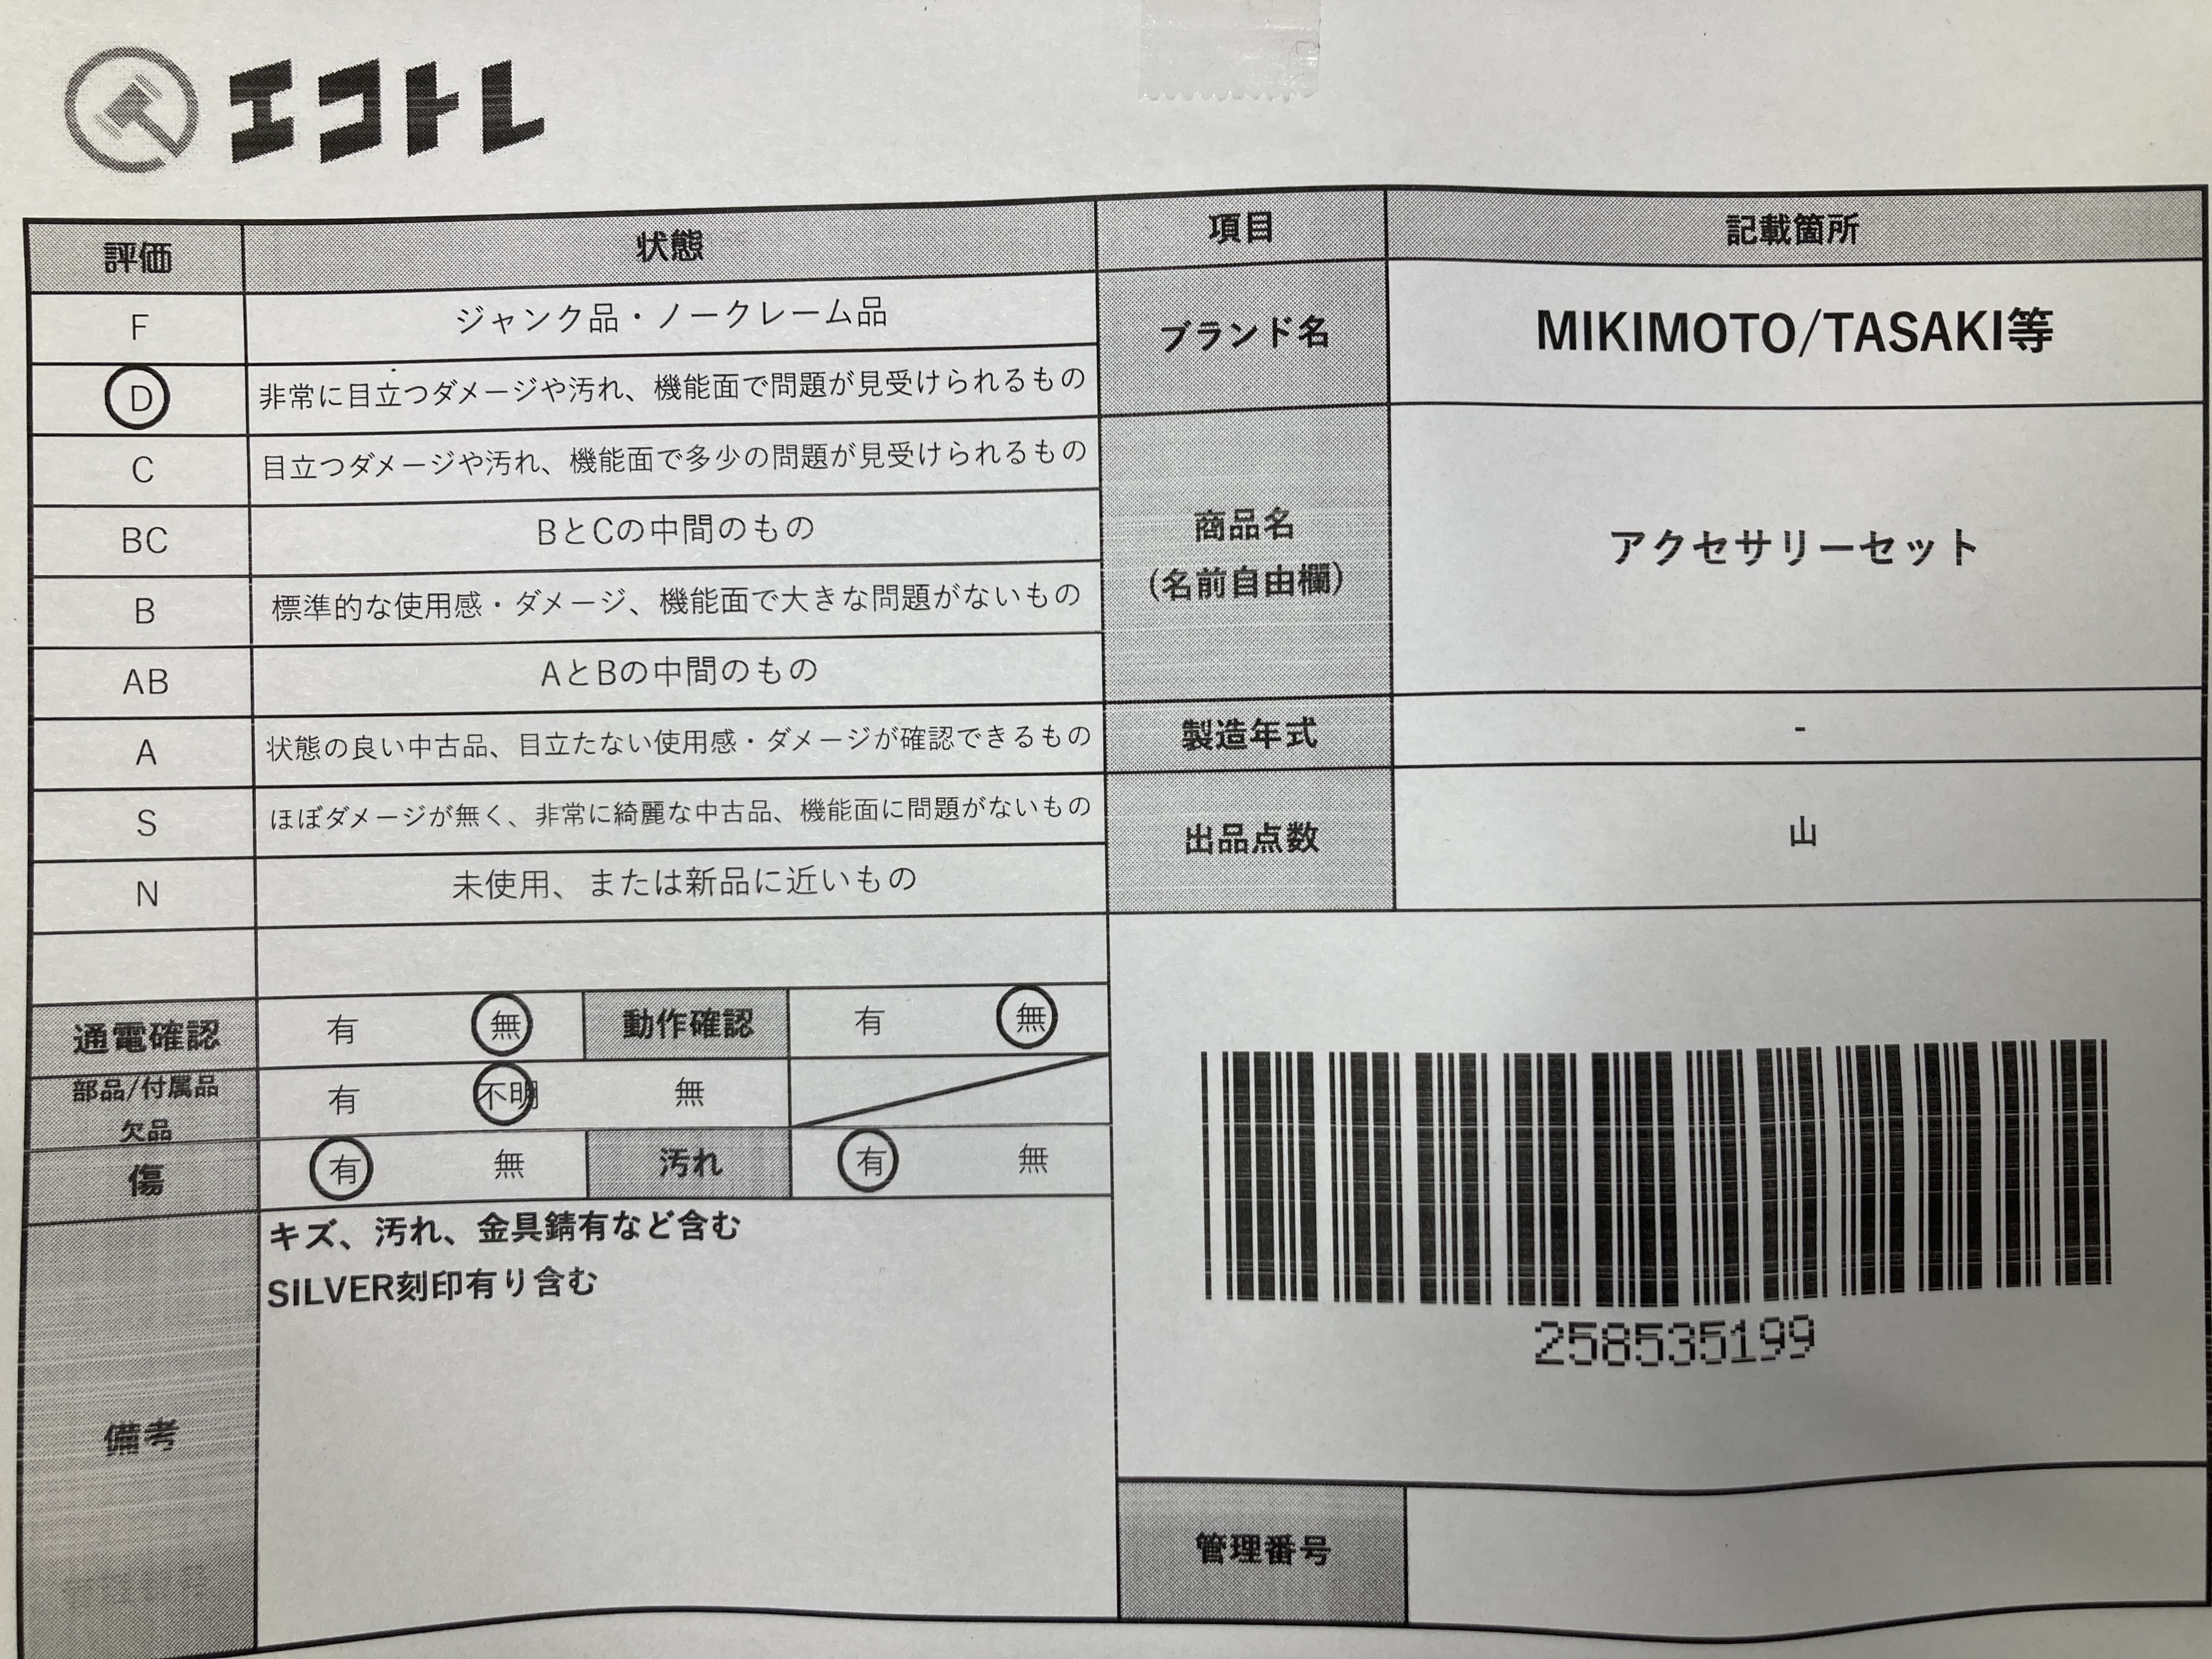 エコトレ
評価 状態 項目 記載箇所
F ジャンク品・ノークレーム品
D 非常に目立つダメージや汚れ、機能面で問題が見受けられるもの
C 目立つダメージや汚れ、機能面で多少の問題が見受けられるもの
BC BとCの中間のもの
B 標準的な使用感・ダメージ、機能面で大きな問題がないもの
AB AとBの中間のもの
A 状態の良い中古品、目立たない使用感・ダメージが確認できるもの
S ほぼダメージが無く、非常に綺麗な中古品、機能面に問題がないもの
N 未使用、または新品に近いもの
ブランド名 MIKIMOTO/TASAKI等
商品名
(名前自由欄)
アクセサリーセット
製造年式 -
出品点数 山
通電確認 有 無 動作確認 有 無
部品/付属品
欠品
有 不明 無
傷 有 無 汚れ 有 無
備考
キズ、汚れ、金具錆有など含む
SILVER刻印有り含む
258535199
管理番号